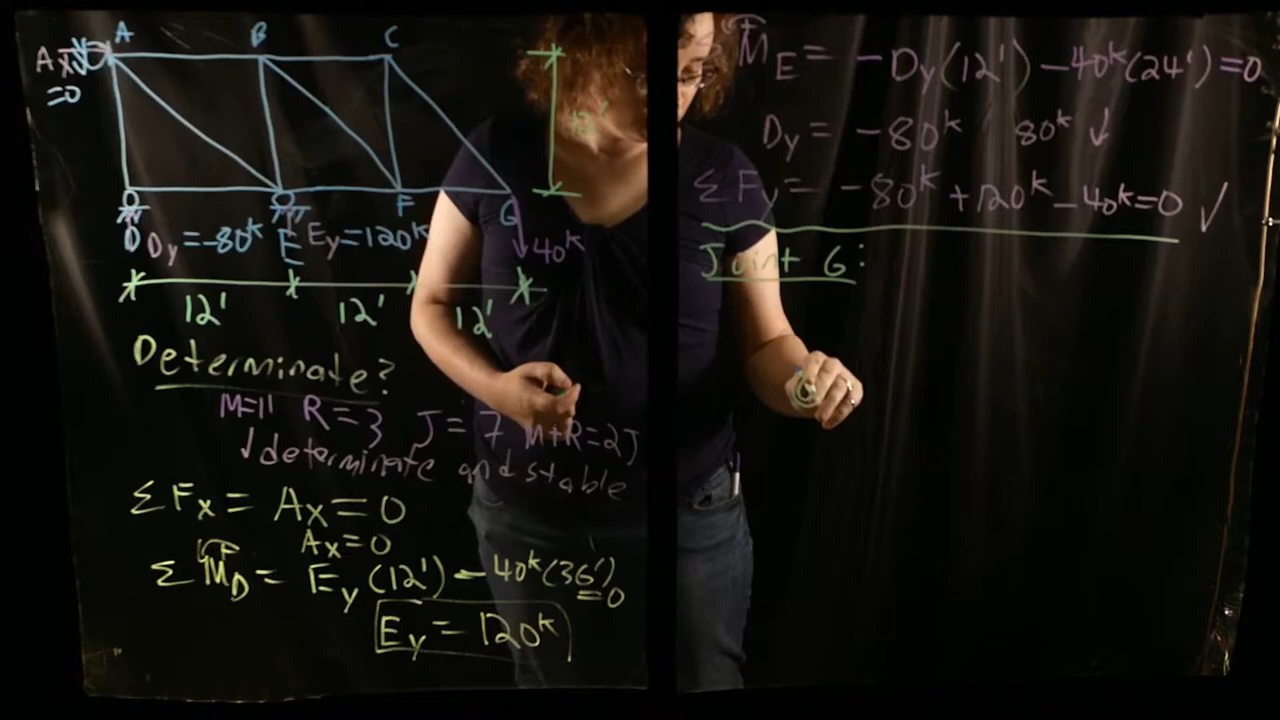 A B C
Ax
=0
12'
F G
D Dy = -80k E Ey = 120k 40k
12' 12' 12'
Determinate?
M=11 R=3 J=7 M+R=2J
determinate and stable
ΣFx = Ax = 0
Ax = 0
ΣMD = Ey(12') - 40k(36')
=0
Ey = 120k
ME = -Dy(12') - 40k(24') = 0
Dy = -80k 80k ↓
ΣFy = -80k + 120k - 40k = 0 ✓
Joint G: